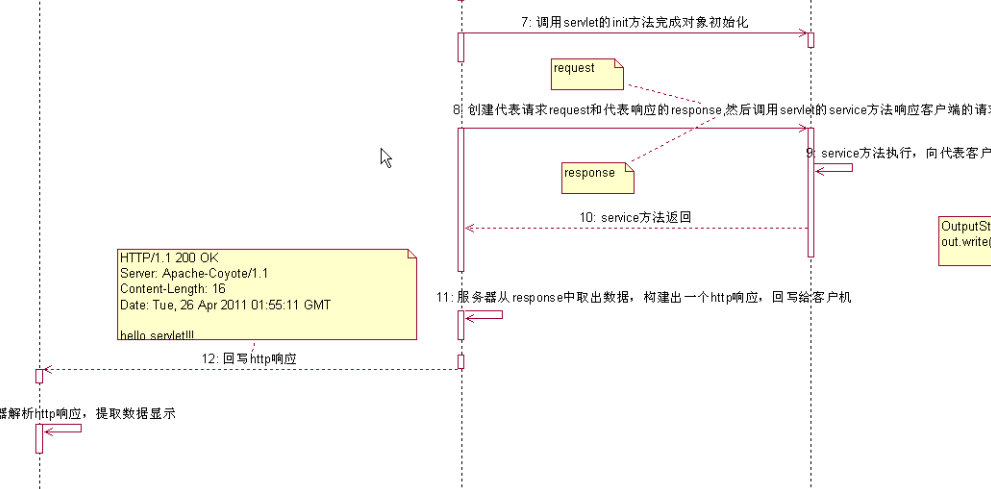 7: 调用servlet的init方法完成对象初始化
request
8: 创建代表请求request和代表响应的response,然后调用servlet的service方法响应客户端的请求
9: service方法执行，向代表客户
response
10: service方法返回
OutputSt
out.write(
HTTP/1.1 200 OK
Server: Apache-Coyote/1.1
Content-Length: 16
Date: Tue, 26 Apr 2011 01:55:11 GMT
hello servlet!!!
11: 服务器从response中取出数据，构建出一个http响应，回写给客户机
12: 回写http响应
器解析http响应，提取数据显示